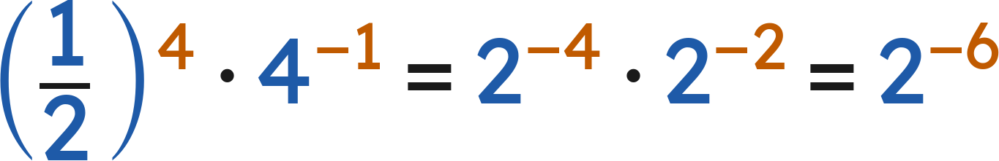 (1/2)⁴ · 4⁻¹ = 2⁻⁴ · 2⁻² = 2⁻⁶